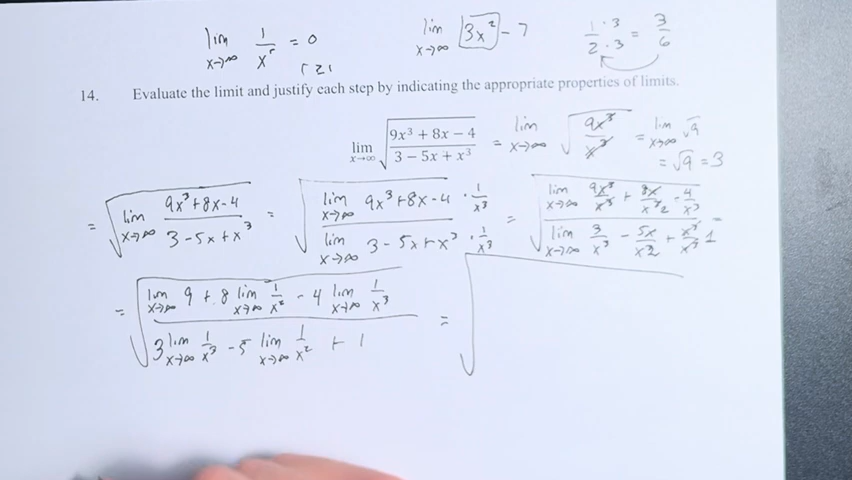 lim x→∞ 1/x^r = 0 r ≥ 1
lim x→∞ 3x² - 7
1 · 3 / 2 · 3 = 3/6
14. Evaluate the limit and justify each step by indicating the appropriate properties of limits.
lim x→∞ √((9x³ + 8x − 4)/(3 − 5x + x³)) = lim x→∞ √(9x³/x³) = lim x→∞ √9
= √9 = 3
= √(lim x→∞ (9x³+8x-4)/(3-5x+x³)) = √((lim x→∞ 9x³+8x-4 · 1/x³)/(lim x→∞ 3-5x+x³ · 1/x³)) = √((lim x→∞ 9x³/x³ + 8x/x³2 - 4/x³)/(lim x→∞ 3/x³ - 5x/x³2 + x³/x³ 1)) =
= √((lim x→∞ 9 + 8 lim x→∞ 1/x² - 4 lim x→∞ 1/x³)/(3 lim x→∞ 1/x³ - 5 lim x→∞ 1/x² + 1)) = √